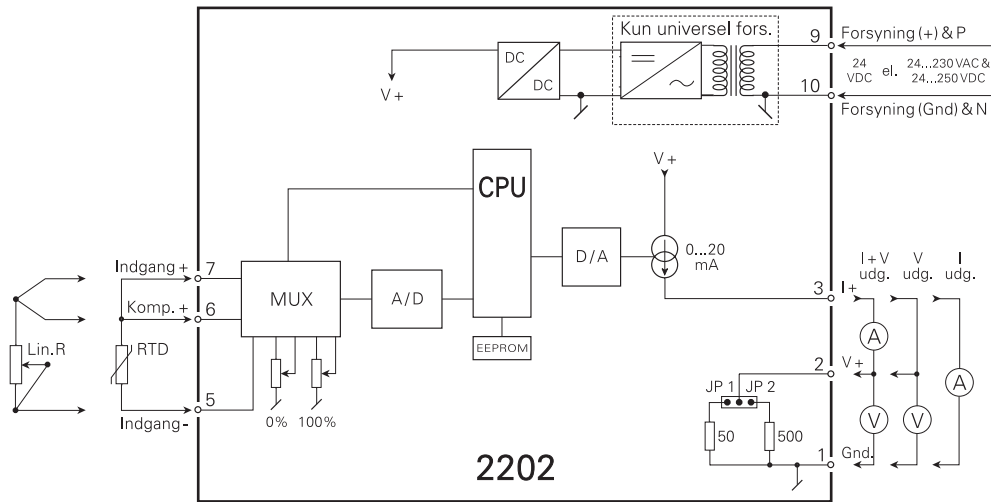 Kun universel fors.
9
Forsyning (+) & P
24 VDC
el.
24...230 VAC &
24...250 VDC
10
Forsyning (Gnd) & N
DC
DC
V +
CPU
V +
D/A
0...20
mA
I + V
udg.
V
udg.
I
udg.
Indgang +
7
Komp. +
6
MUX
A/D
EEPROM
3
I +
A
Lin.R
RTD
2
V +
JP 1
JP 2
A
5
Indgang -
0%
100%
50
500
V
V
1
Gnd.
2202